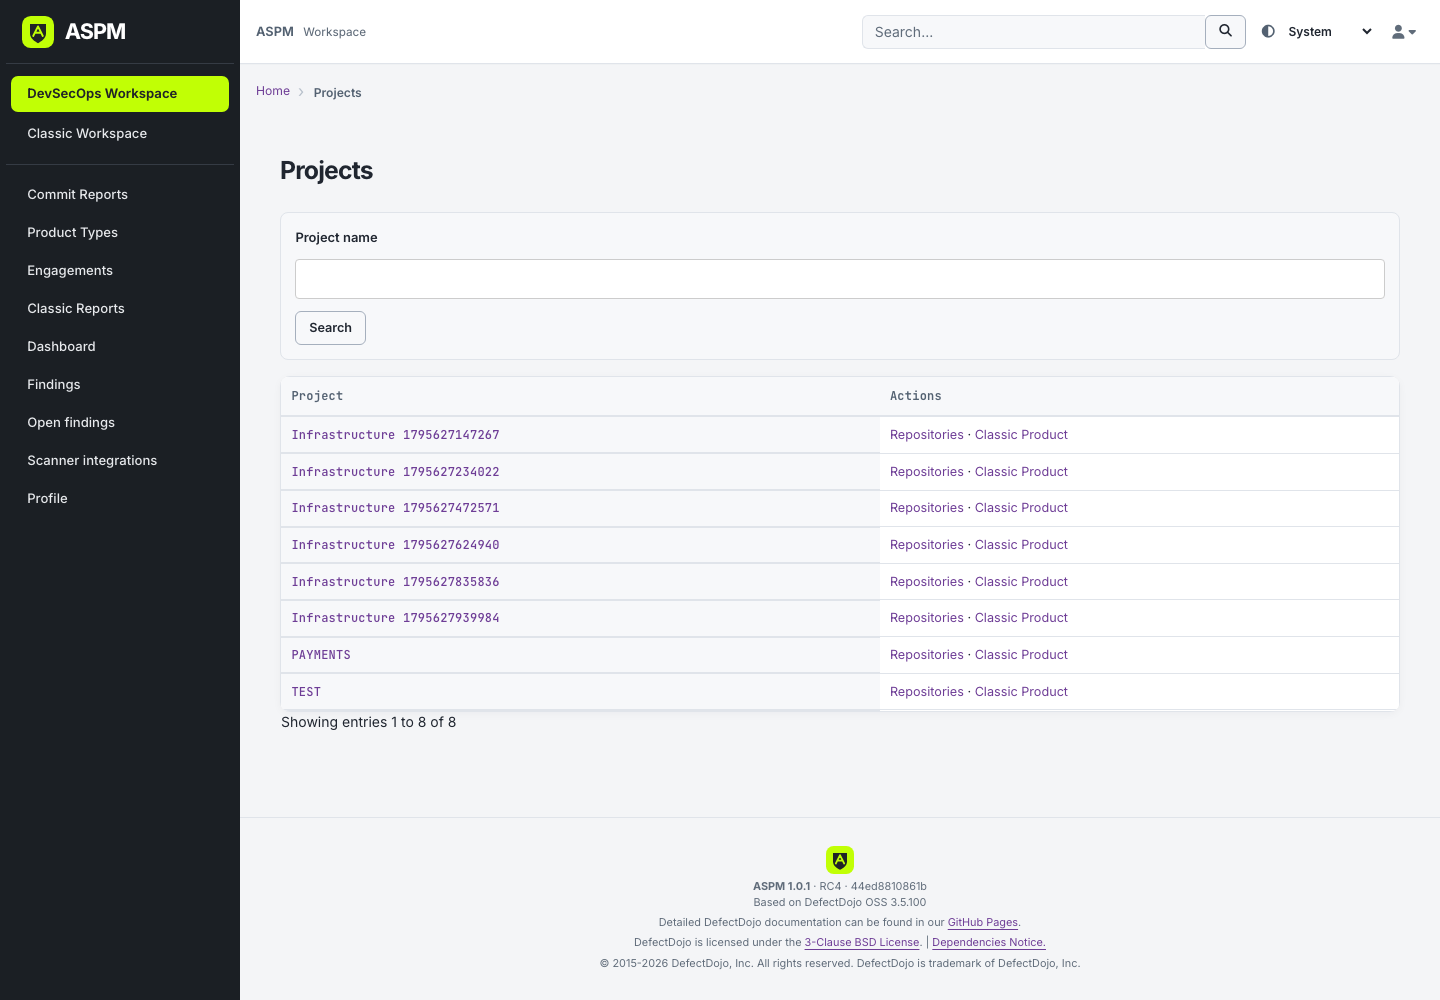 ASPM
DevSecOps Workspace
Classic Workspace
Commit Reports
Product Types
Engagements
Classic Reports
Dashboard
Findings
Open findings
Scanner integrations
Profile
ASPM Workspace
Search...
System
Home › Projects
Projects
Project name
Search
Project Actions
Infrastructure 1795627147267 Repositories · Classic Product
Infrastructure 1795627234022 Repositories · Classic Product
Infrastructure 1795627472571 Repositories · Classic Product
Infrastructure 1795627624940 Repositories · Classic Product
Infrastructure 1795627835836 Repositories · Classic Product
Infrastructure 1795627939984 Repositories · Classic Product
PAYMENTS Repositories · Classic Product
TEST Repositories · Classic Product
Showing entries 1 to 8 of 8
ASPM 1.0.1 · RC4 · 44ed8810861b
Based on DefectDojo OSS 3.5.100
Detailed DefectDojo documentation can be found in our GitHub Pages.
DefectDojo is licensed under the 3-Clause BSD License. | Dependencies Notice.
© 2015-2026 DefectDojo, Inc. All rights reserved. DefectDojo is trademark of DefectDojo, Inc.